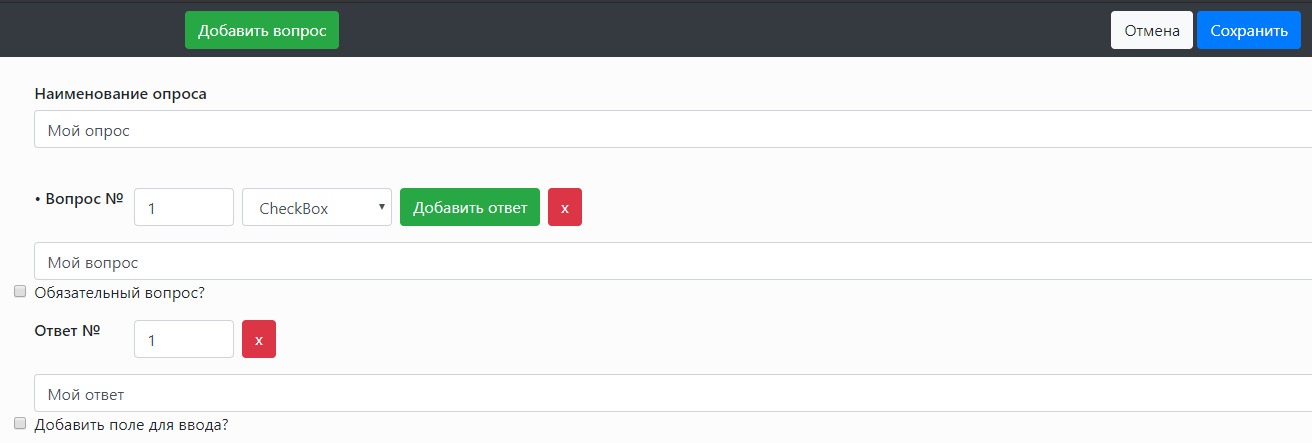 Добавить вопрос Отмена Сохранить
Наименование опроса
Мой опрос
• Вопрос № 1 CheckBox Добавить ответ x
Мой вопрос
Обязательный вопрос?
Ответ № 1 x
Мой ответ
Добавить поле для ввода?